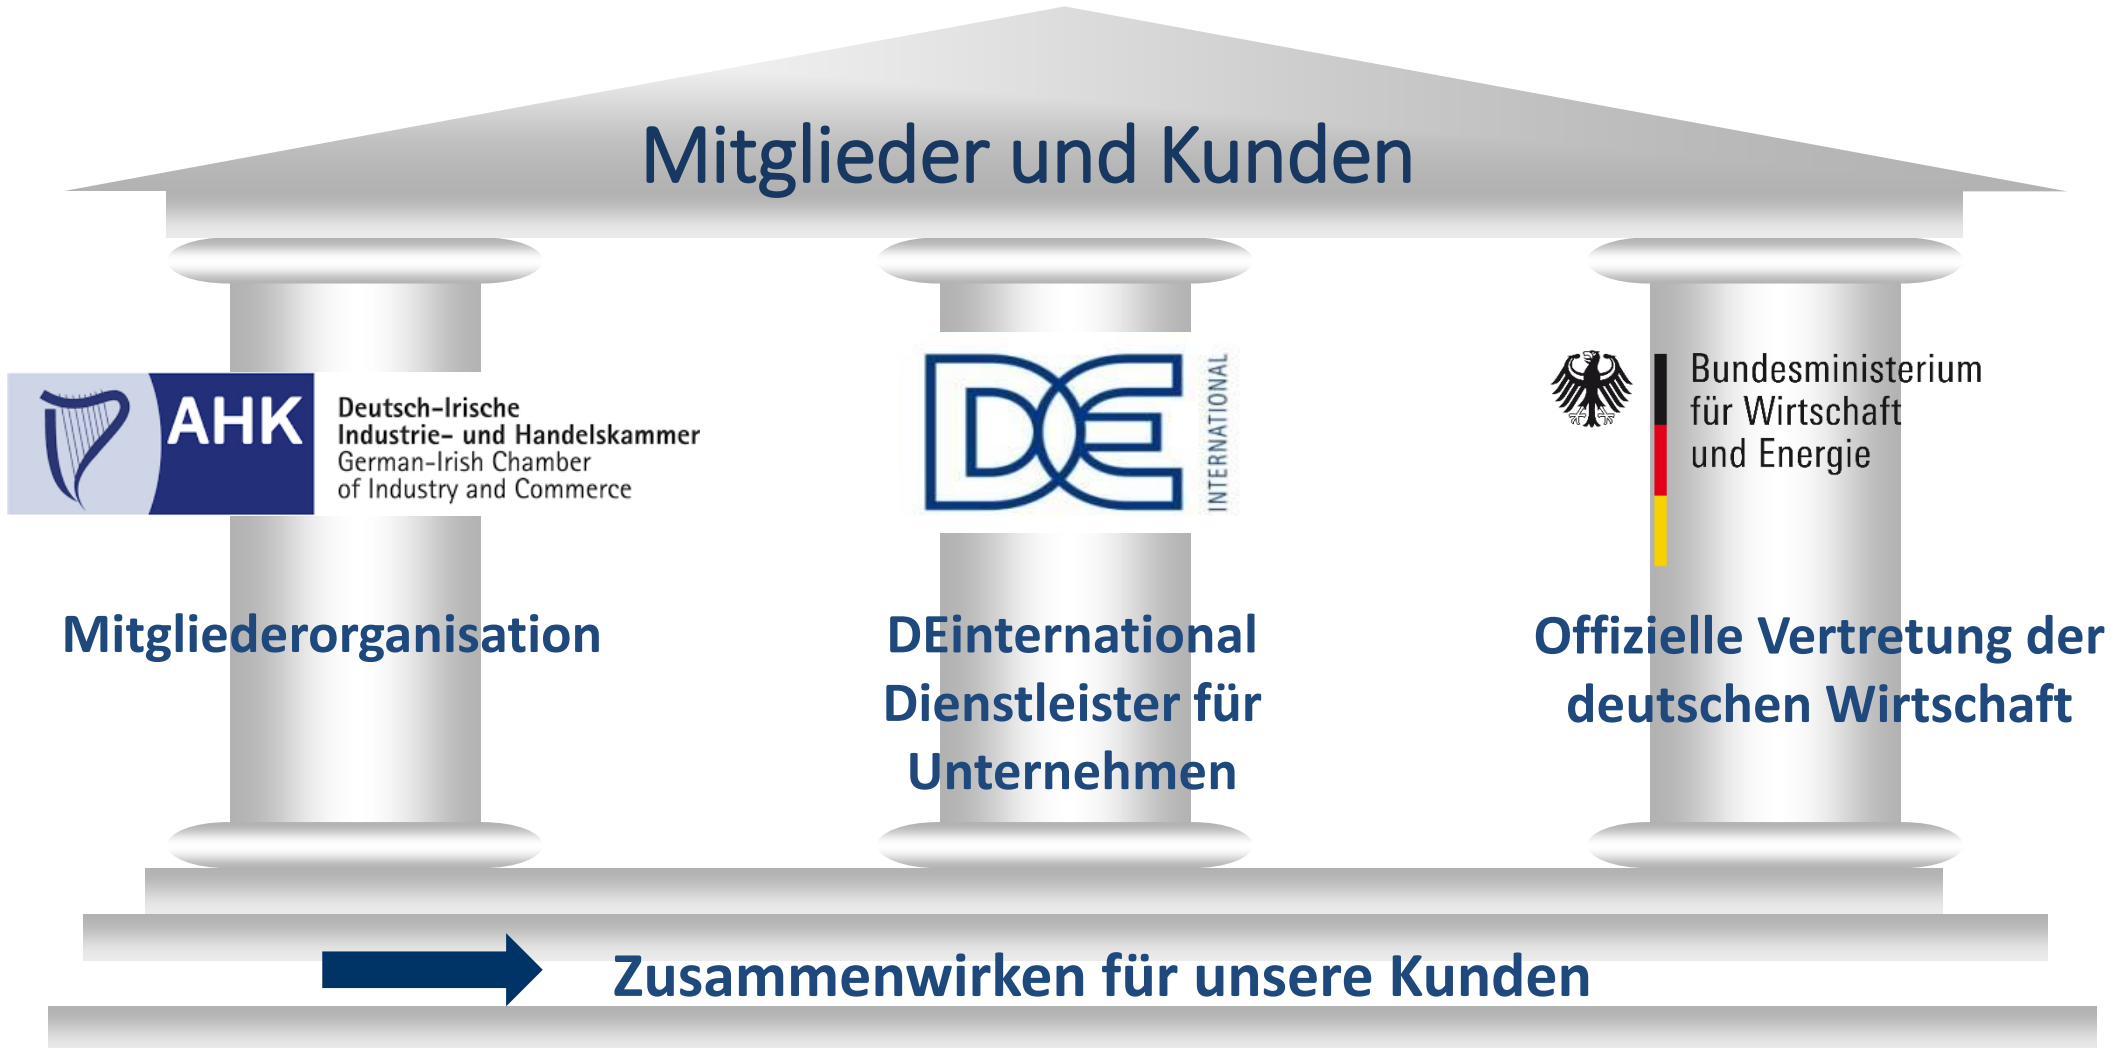 Mitglieder und Kunden
AHK
Deutsch-Irische
Industrie- und Handelskammer
German-Irish Chamber
of Industry and Commerce
Mitgliederorganisation
DE
INTERNATIONAL
DEinternational
Dienstleister für
Unternehmen
Bundesministerium
für Wirtschaft
und Energie
Offizielle Vertretung der
deutschen Wirtschaft
Zusammenwirken für unsere Kunden